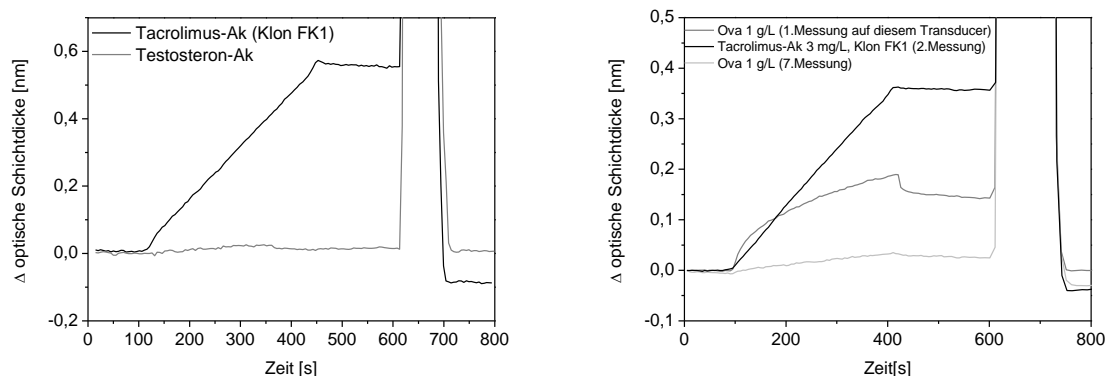 Tacrolimus-Ak (Klon FK1)
Testosteron-Ak
0,6
0,4
0,2
0,0
-0,2
0 100 200 300 400 500 600 700 800
Zeit [s]
Δ optische Schichtdicke [nm]
Ova 1 g/L (1.Messung auf diesem Transducer)
Tacrolimus-Ak 3 mg/L, Klon FK1 (2.Messung)
Ova 1 g/L (7.Messung)
0,5
0,4
0,3
0,2
0,1
0,0
-0,1
0 200 400 600 800
Zeit[s]
Δ optische Schichtdicke [nm]